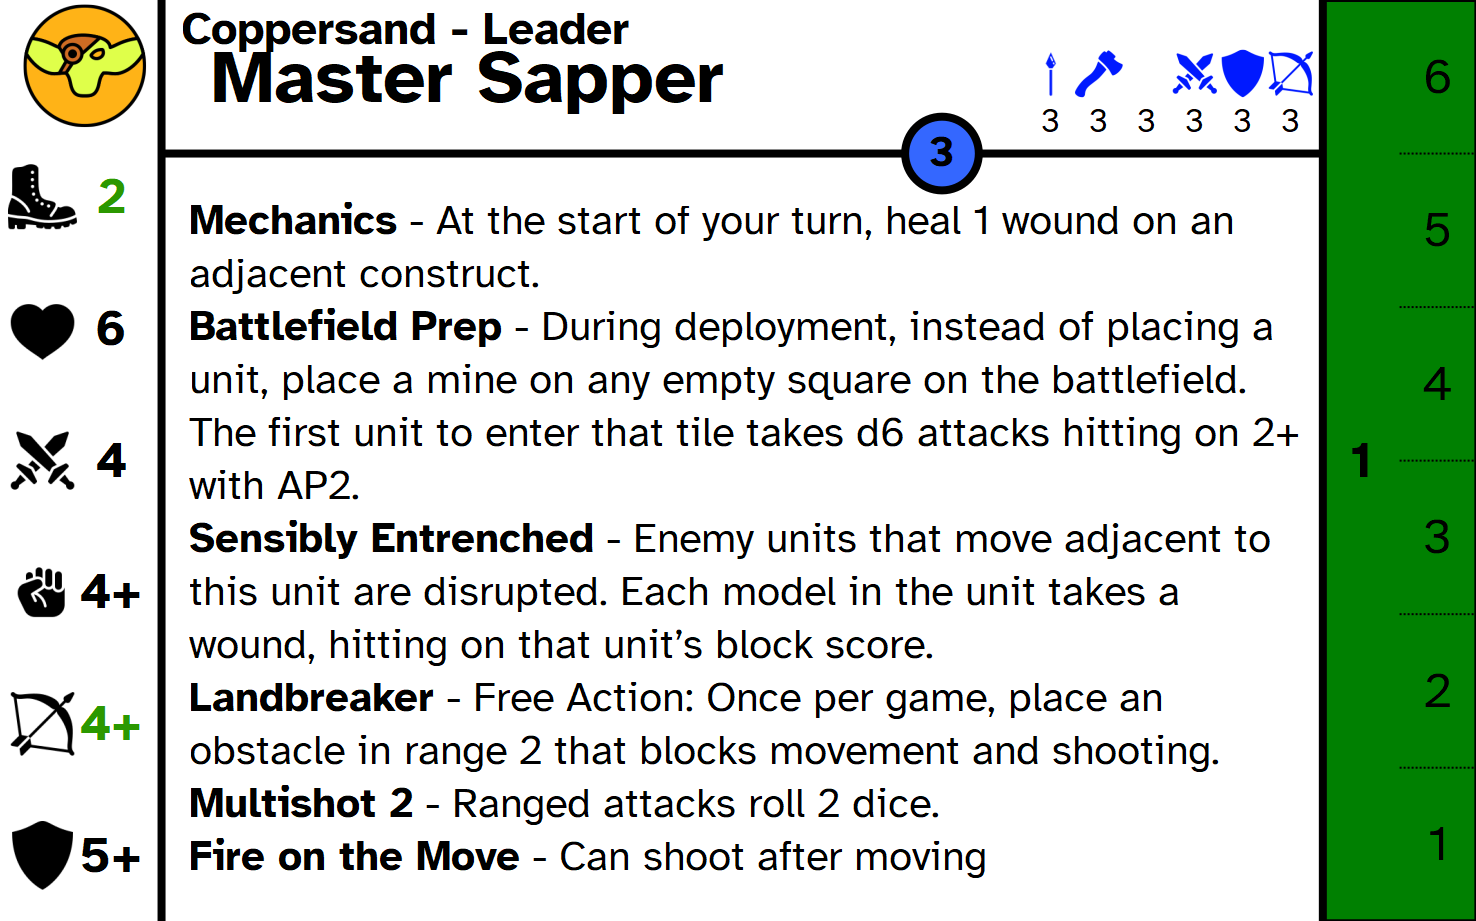 Coppersand - Leader
Master Sapper
3 3 3 3 3 3
3
2
6
4
4+
4+
5+
Mechanics - At the start of your turn, heal 1 wound on an
adjacent construct.
Battlefield Prep - During deployment, instead of placing a
unit, place a mine on any empty square on the battlefield.
The first unit to enter that tile takes d6 attacks hitting on 2+
with AP2.
Sensibly Entrenched - Enemy units that move adjacent to
this unit are disrupted. Each model in the unit takes a
wound, hitting on that unit’s block score.
Landbreaker - Free Action: Once per game, place an
obstacle in range 2 that blocks movement and shooting.
Multishot 2 - Ranged attacks roll 2 dice.
Fire on the Move - Can shoot after moving
1
6
5
4
3
2
1